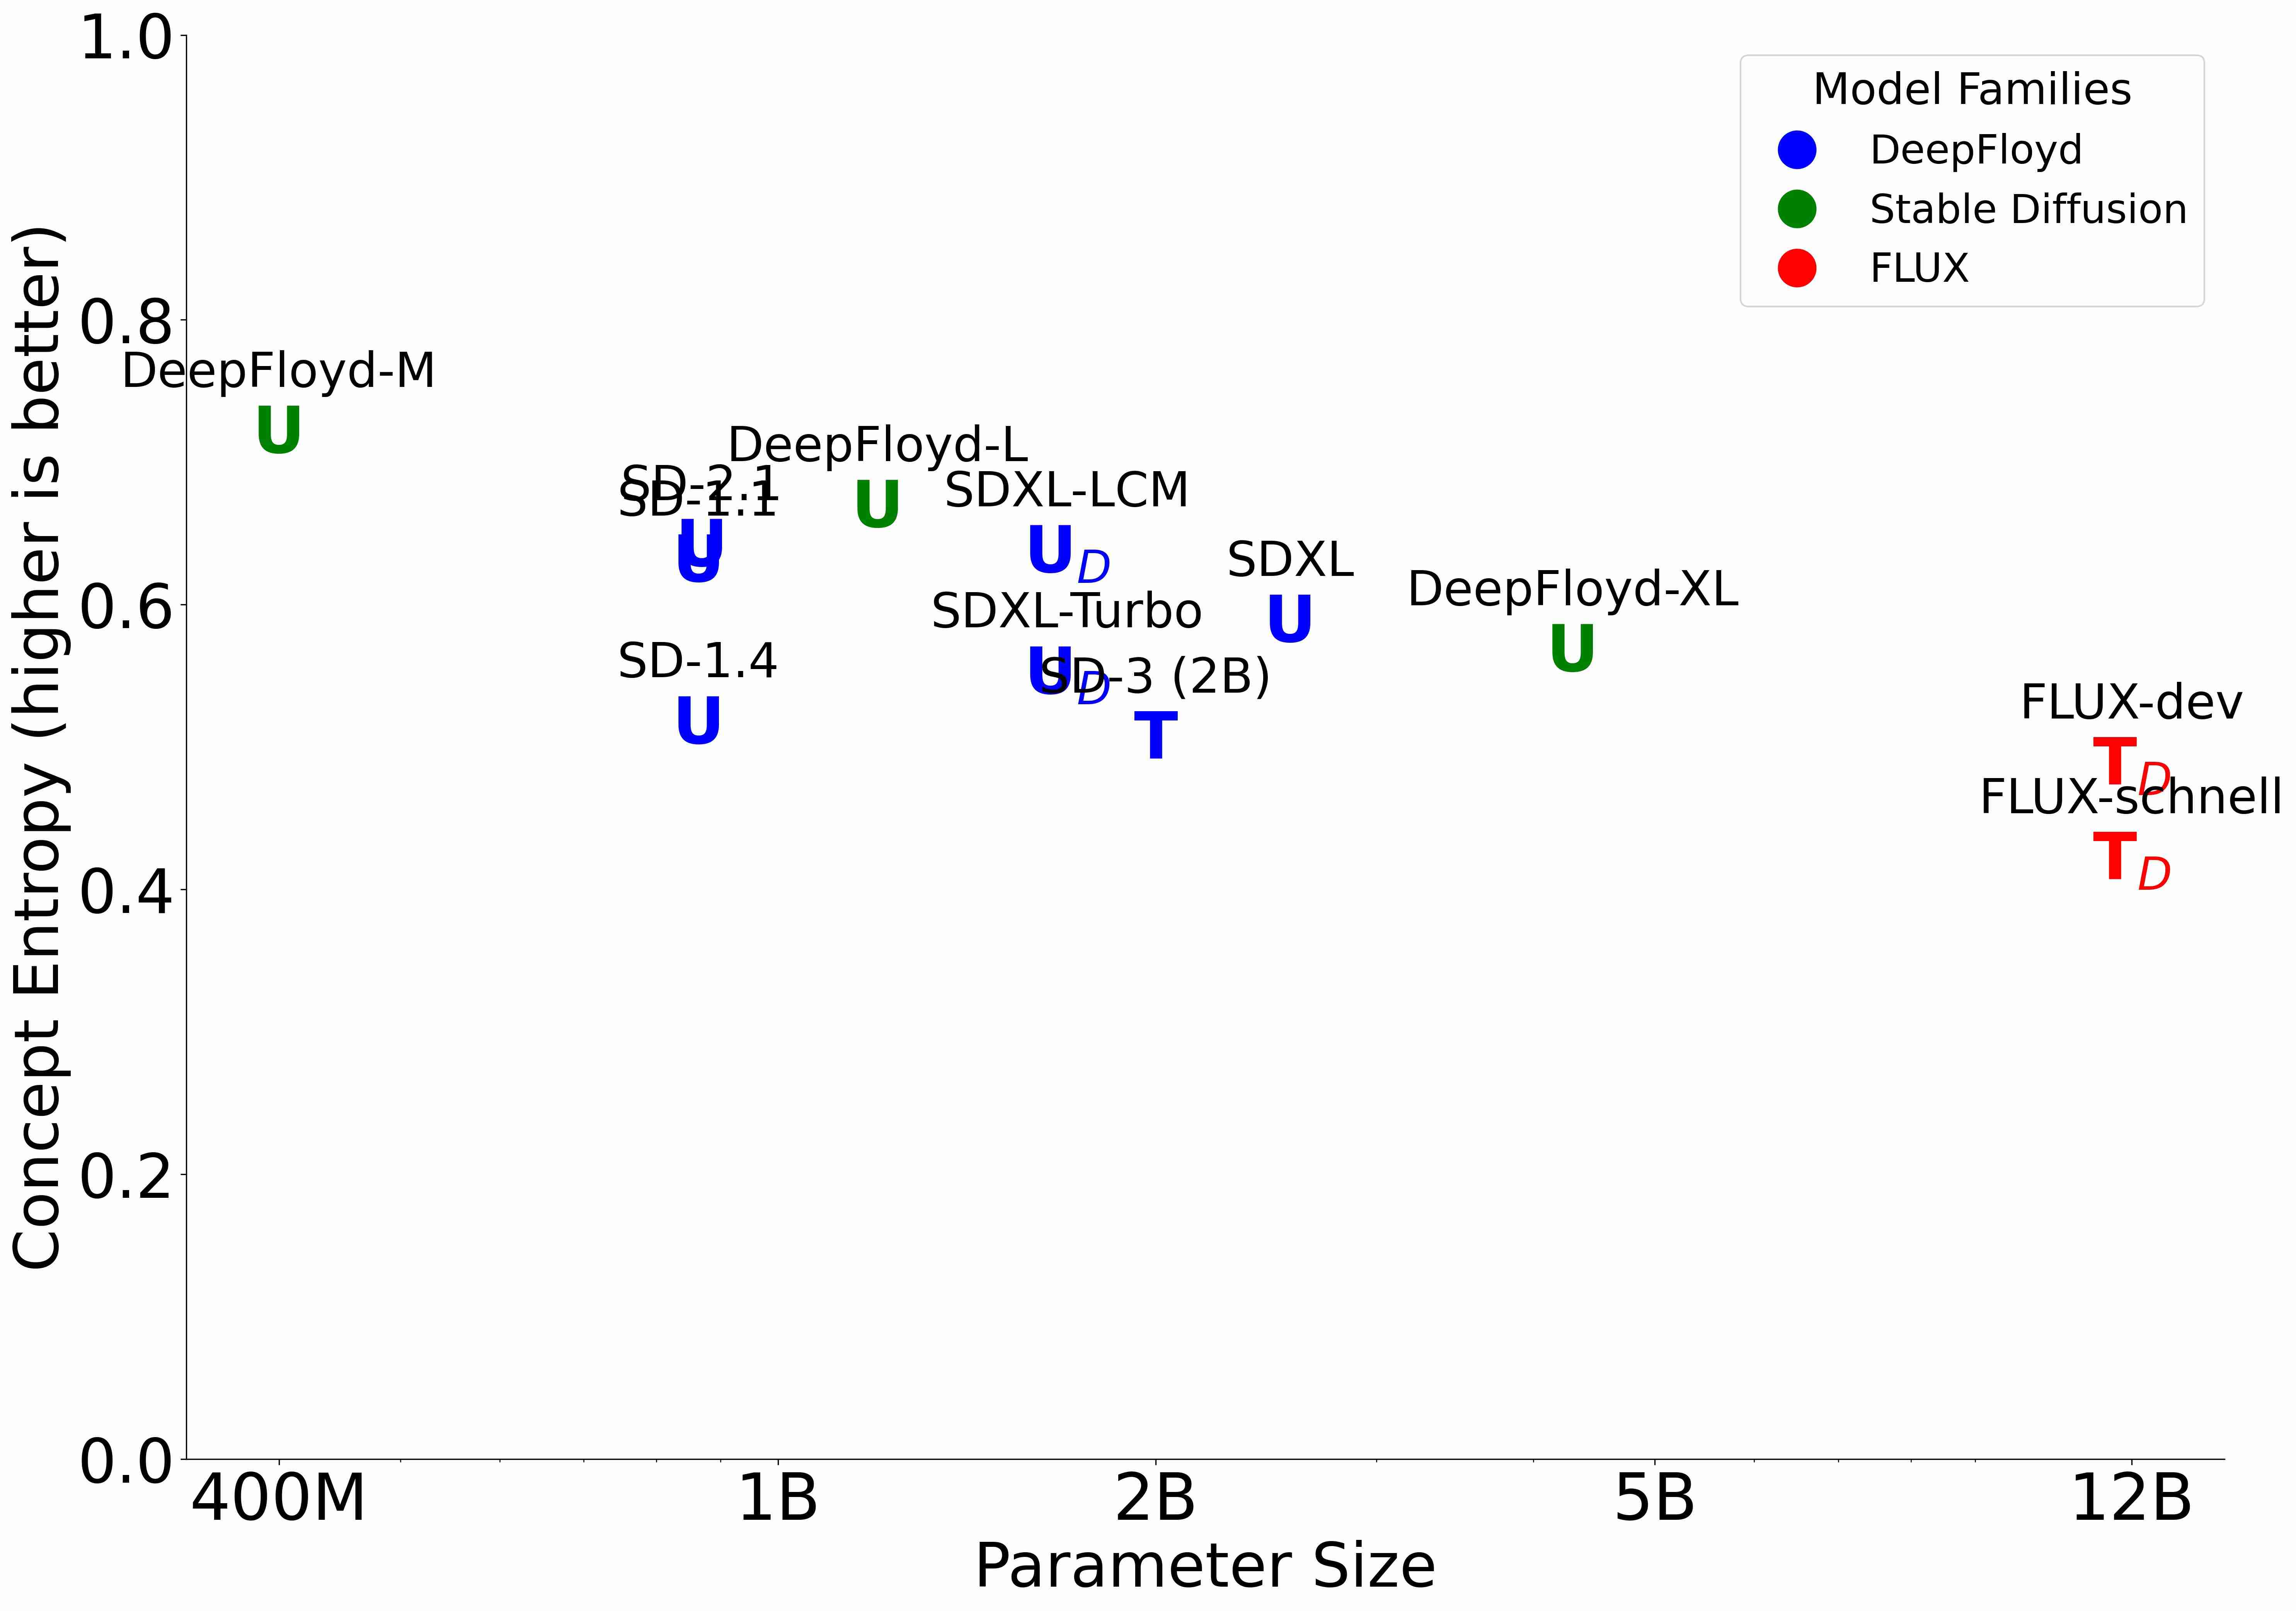 Concept Entropy (higher is better)
1.0
0.8
0.6
0.4
0.2
0.0
Model Families
DeepFloyd
Stable Diffusion
FLUX
DeepFloyd-M
U
DeepFloyd-L
U
SD-2.1
U
SD-1.1
U
SDXL-LCM
U D
SDXL
U
DeepFloyd-XL
U
SDXL-Turbo
U D
SD-1.4
U
SD-3 (2B)
T
FLUX-dev
T D
FLUX-schnell
T D
400M 1B 2B 5B 12B
Parameter Size